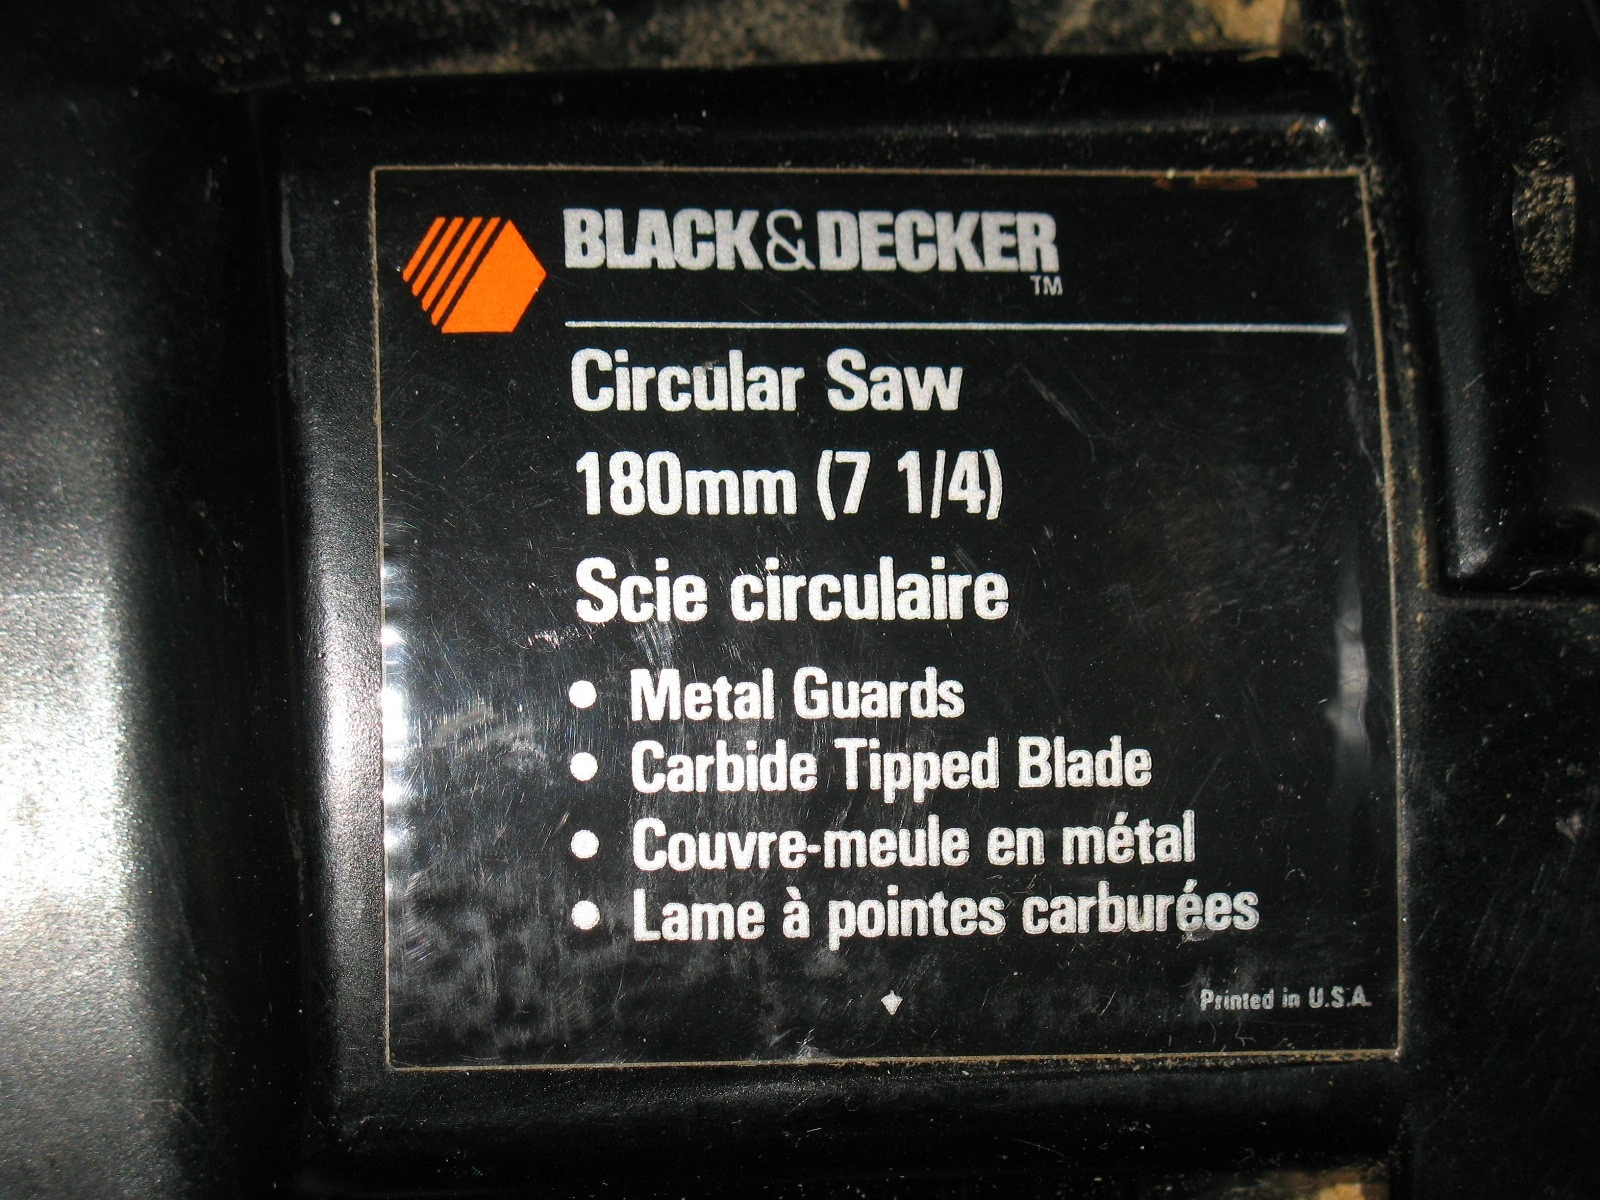 BLACK&DECKER
TM
Circular Saw
180mm (7 1/4)
Scie circulaire
• Metal Guards
• Carbide Tipped Blade
• Couvre-meule en métal
• Lame à pointes carburées
Printed in U.S.A.